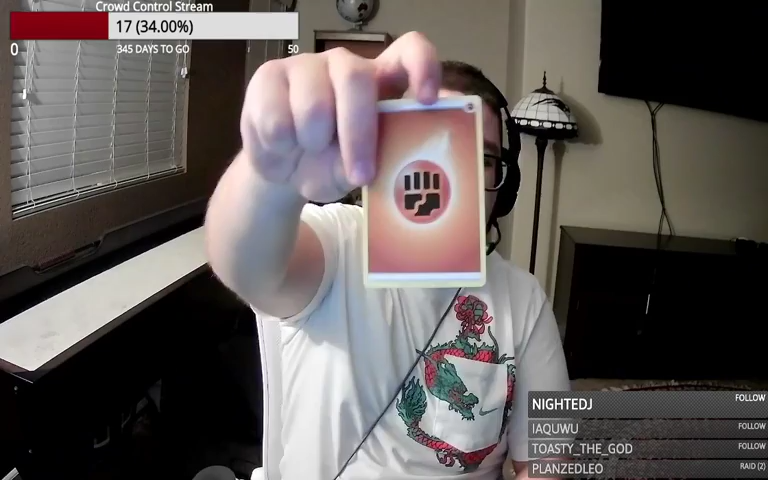 Crowd Control Stream
17 (34.00%)
0 345 DAYS TO GO 50
NIGHTEDJ FOLLOW
IAQUWU FOLLOW
TOASTY_THE_GOD FOLLOW
PLANZEDLEO RAID (2)